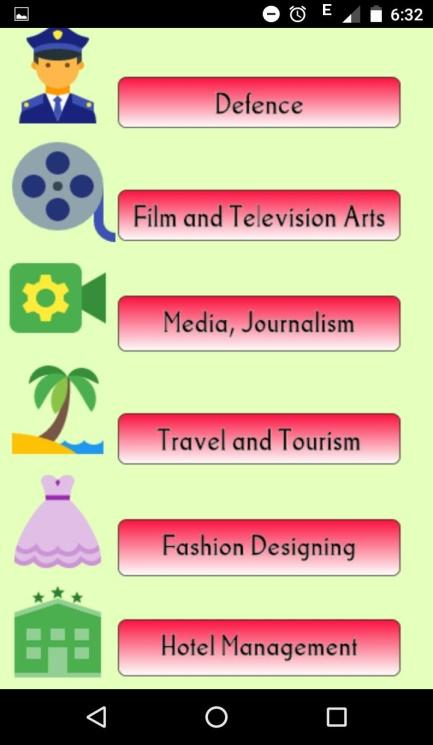 E 6:32
Defence
Film and Television Arts
Media, Journalism
Travel and Tourism
Fashion Designing
Hotel Management